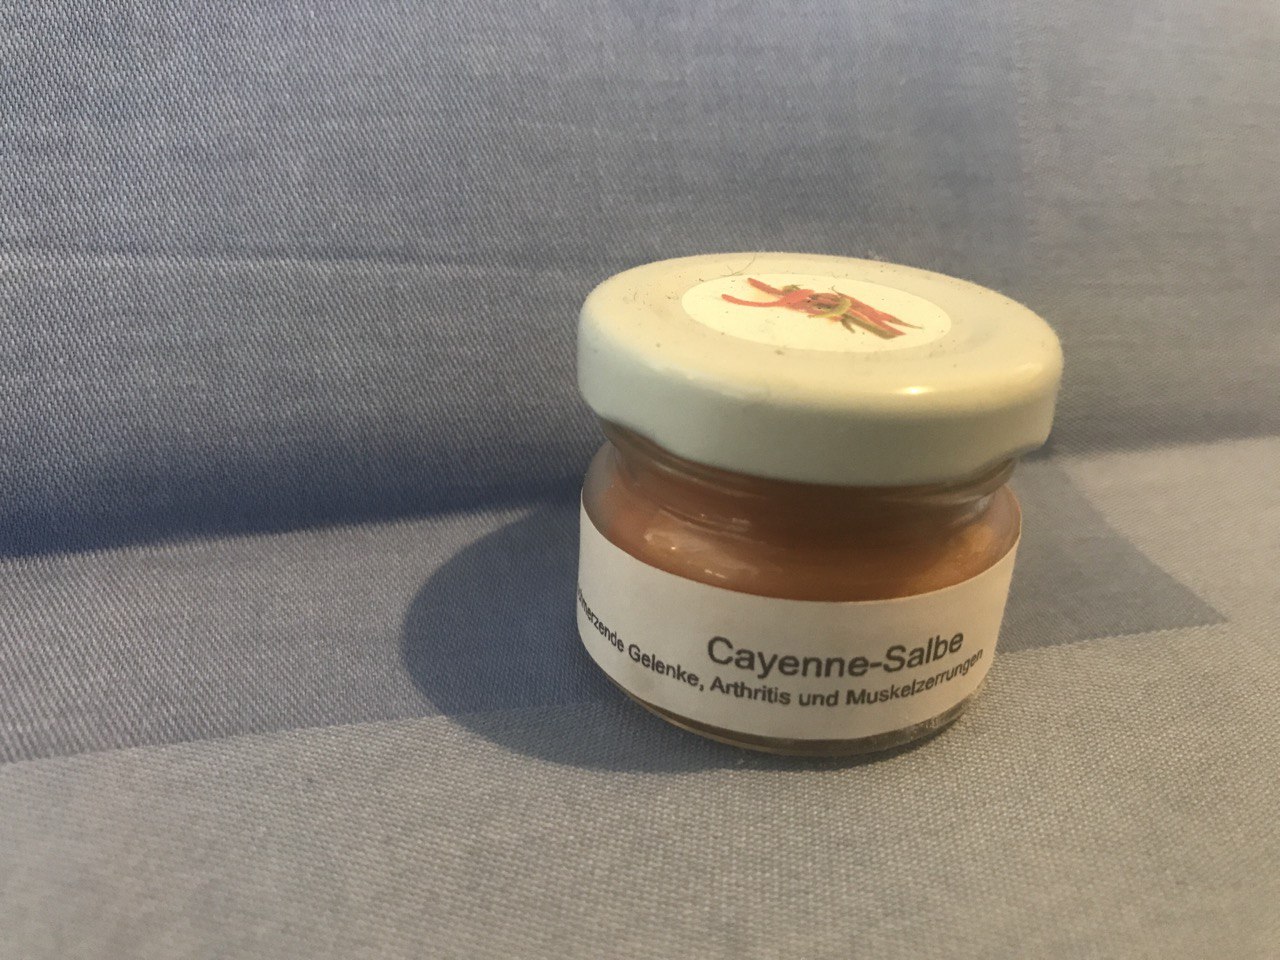 Cayenne-Salbe
Gelenke, Arthritis und Muskelzerrungen